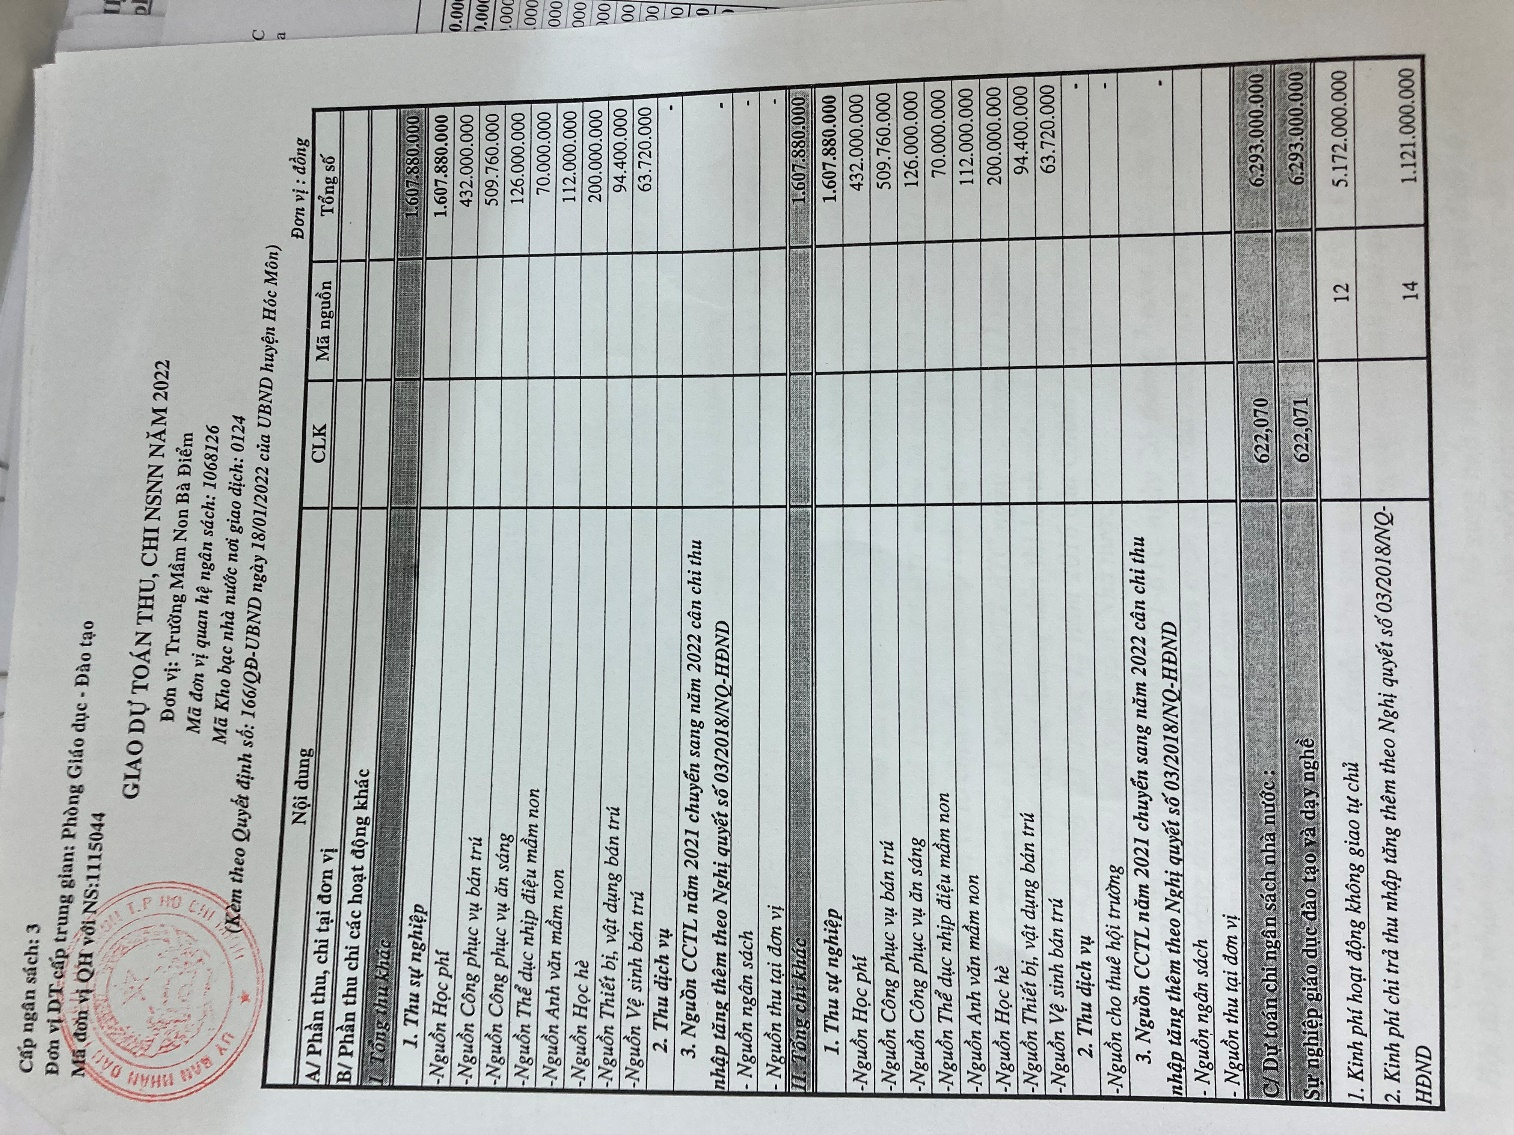 Cấp ngân sách: 3
Đơn vị DT cấp trung gian: Phòng Giáo dục - Đào tạo
Mã đơn vị QH với NS:1115044
GIAO DỰ TOÁN THU, CHI NSNN NĂM 2022
Đơn vị: Trường Mầm Non Bà Điểm
Mã đơn vị quan hệ ngân sách: 1068126
Mã Kho bạc nhà nước nơi giao dịch: 0124
(Kèm theo Quyết định số: 166/QĐ-UBND ngày 18/01/2022 của UBND huyện Hóc Môn)
Đơn vị : đồng
Nội dung CLK Mã nguồn Tổng số
A/ Phần thu, chi tại đơn vị
B/ Phần thu chi các hoạt động khác
I. Tổng thu khác 1.607.880.000
1. Thu sự nghiệp 1.607.880.000
-Nguồn Học phí 432.000.000
-Nguồn Công phục vụ bán trú 509.760.000
-Nguồn Công phục vụ ăn sáng 126.000.000
-Nguồn Thể dục nhịp điệu mầm non 70.000.000
-Nguồn Anh văn mầm non 112.000.000
-Nguồn Học hè 200.000.000
-Nguồn Thiết bị, vật dụng bán trú 94.400.000
-Nguồn Vệ sinh bán trú 63.720.000
2. Thu dịch vụ -
3. Nguồn CCTL năm 2021 chuyển sang năm 2022 cân chi thu
nhập tăng thêm theo Nghị quyết số 03/2018/NQ-HĐND -
- Nguồn ngân sách -
- Nguồn thu tại đơn vị -
II. Tổng chi khác 1.607.880.000
1. Thu sự nghiệp 1.607.880.000
-Nguồn Học phí 432.000.000
-Nguồn Công phục vụ bán trú 509.760.000
-Nguồn Công phục vụ ăn sáng 126.000.000
-Nguồn Thể dục nhịp điệu mầm non 70.000.000
-Nguồn Anh văn mầm non 112.000.000
-Nguồn Học hè 200.000.000
-Nguồn Thiết bị, vật dụng bán trú 94.400.000
-Nguồn Vệ sinh bán trú 63.720.000
2. Thu dịch vụ -
-Nguồn cho thuê hội trường -
3. Nguồn CCTL năm 2021 chuyển sang năm 2022 cân chi thu
nhập tăng thêm theo Nghị quyết số 03/2018/NQ-HĐND -
- Nguồn ngân sách
- Nguồn thu tại đơn vị
C/ Dự toán chi ngân sách nhà nước : 622,070 6.293.000.000
Sự nghiệp giáo dục đào tạo và dạy nghề 622,071 6.293.000.000
1. Kinh phí hoạt động không giao tự chủ 12 5.172.000.000
2. Kinh phí chi trả thu nhập tăng thêm theo Nghị quyết số 03/2018/NQ-
HĐND 14 1.121.000.000